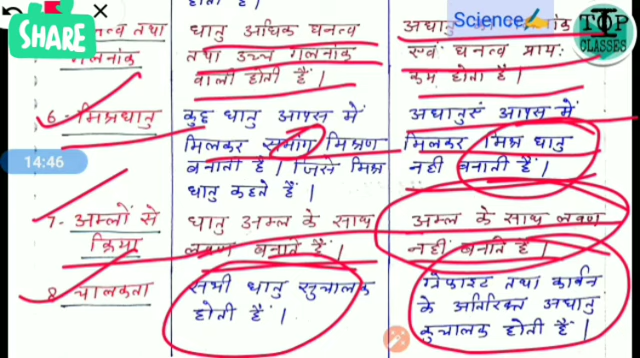 होता है।
SHARE
Science✍
TOP
CLASSES
घनत्व तथा
गलनांक
धातु अधिक घनत्व
तथा उच्च गलनांक
वाली होती हैं।
एवं घनत्व प्रायः
कम होता है।
6- मिश्रधातु
कुछ धातु आपस में
मिलकर समांग मिश्रण
बनाती है। जिसे मिश्र
धातु कहते हैं।
अधातुएं आपस में
मिलकर मिश्र धातु
नही बनाती हैं।
14:46
7- अम्लों से
क्रिया
धातु अम्ल के साथ
लवण बनाते हैं।
अम्ल के साथ लवण
नहीं बनाते हैं।
8- चालकता
सभी धातु सुचालक
होती हैं।
ग्रेफाइट तथा कार्बन
के अतिरिक्त अधातु
कुचालक होती हैं।